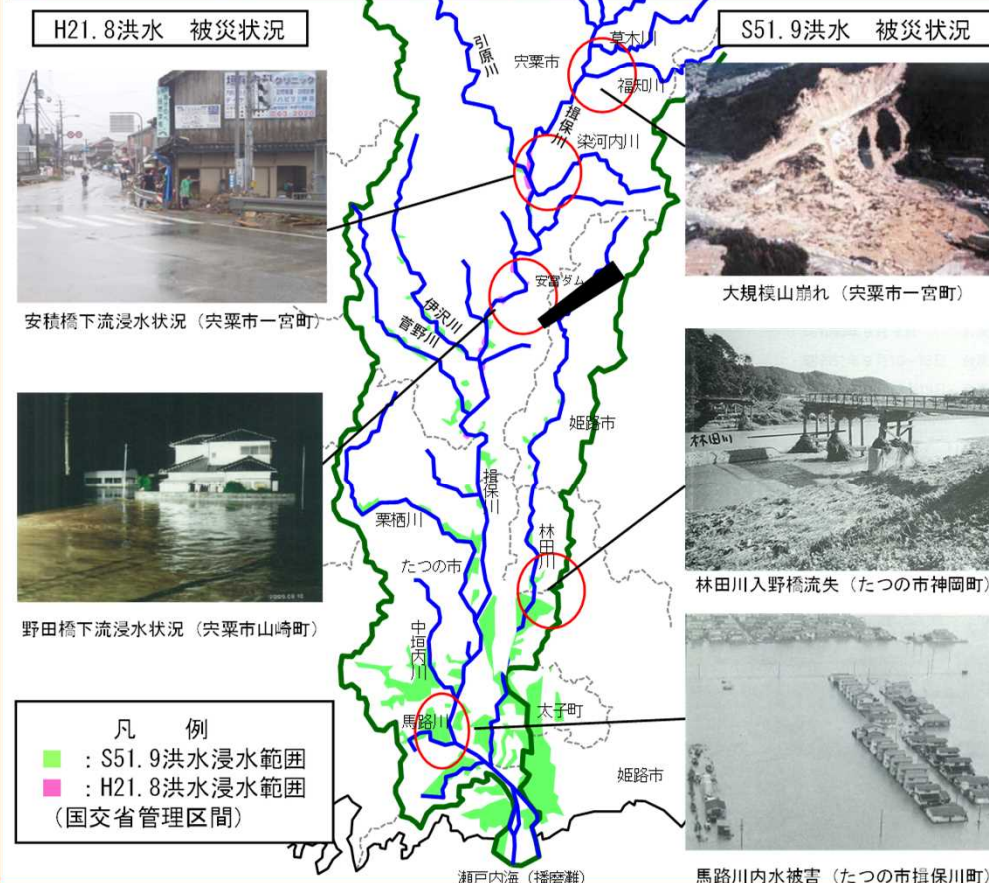 H21.8洪水　被災状況
安積橋下流浸水状況（宍粟市一宮町）
野田橋下流浸水状況（宍粟市山崎町）
凡　例
：S51.9洪水浸水範囲
：H21.8洪水浸水範囲
（国交省管理区間）
引原川
宍粟市
草木川
福知川
揖保川
染河内川
安富ダム
伊沢川
菅野川
姫路市
揖保川
栗栖川
林田川
たつの市
中垣内川
馬路川
太子町
姫路市
瀬戸内海（播磨灘）
S51.9洪水　被災状況
大規模山崩れ（宍粟市一宮町）
林田川
林田川入野橋流失（たつの市神岡町）
馬路川内水被害（たつの市揖保川町）